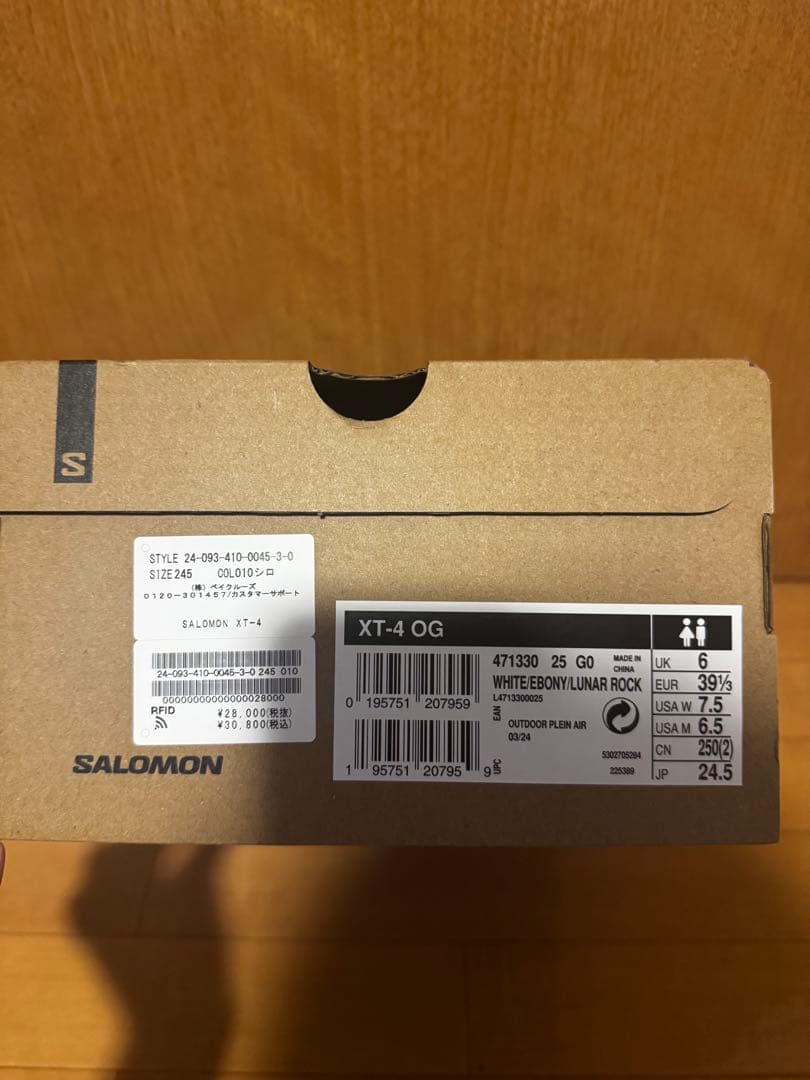 S
STYLE 24-093-410-0045-3-0
SIZE245 COL010シロ
(株) ベイクルーズ
0120-301457/カスタマーサポート
SALOMON XT-4
24-093-410-0045-3-0 245 010
RFID
¥28,000(税抜)
¥30,800(税込)
SALOMON
XT-4 OG
471330 25 G0
MADE IN CHINA
WHITE/EBONY/LUNAR ROCK
L4713300025
0 195751 207959
EAN
OUTDOOR PLEIN AIR
03/24
1 95751 20795 9
UPC
5302705284
225389
UK 6
EUR 39⅓
USA W 7.5
USA M 6.5
CN 250(2)
JP 24.5